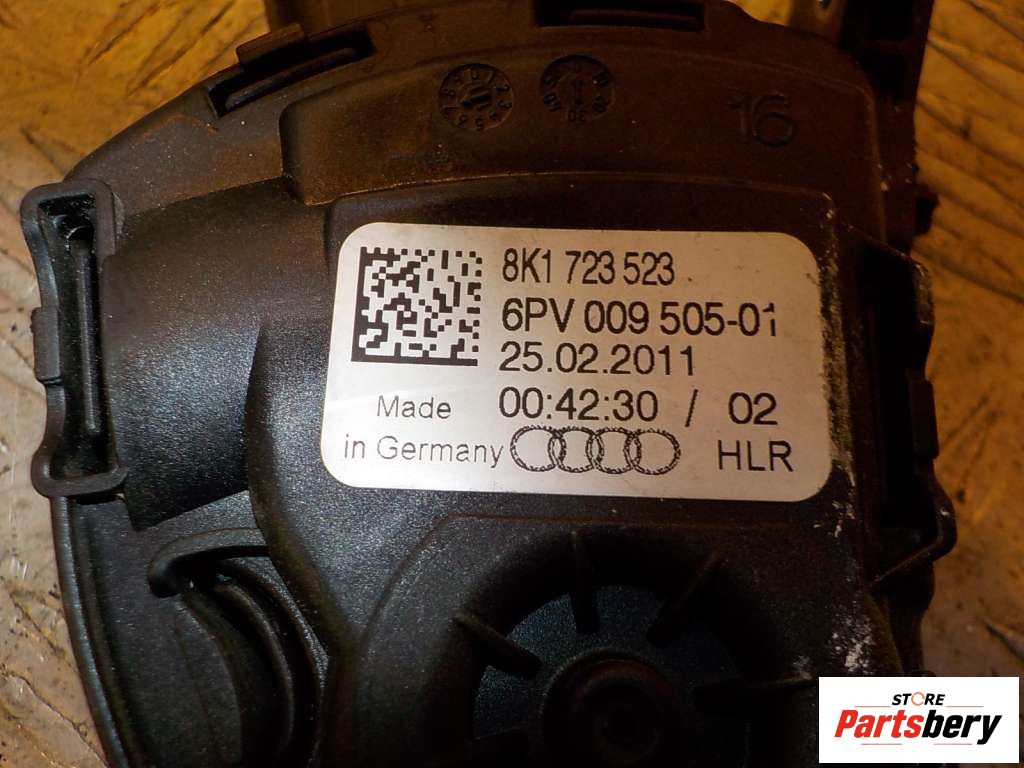 16
8K1 723 523
6PV 009 505-01
25.02.2011
Made 00:42:30 / 02
in Germany HLR
STORE
Partsbery